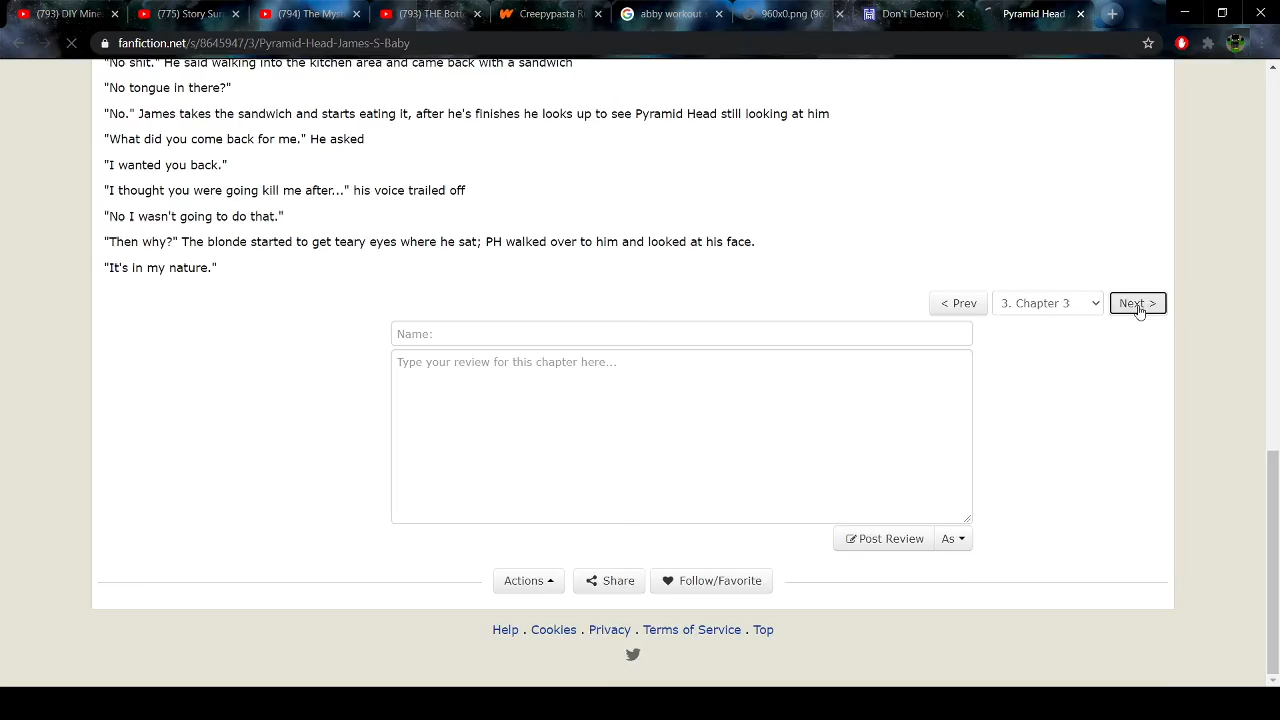 (793) DIY Mine (775) Story Sur (794) The Myst (793) THE Bott Creepypasta R abby workout s 960x0.png (96 Don't Destory Pyramid Head
fanfiction.net/s/8645947/3/Pyramid-Head-James-S-Baby
"No shit." He said walking into the kitchen area and came back with a sandwich
"No tongue in there?"
"No." James takes the sandwich and starts eating it, after he's finishes he looks up to see Pyramid Head still looking at him
"What did you come back for me." He asked
"I wanted you back."
"I thought you were going kill me after..." his voice trailed off
"No I wasn't going to do that."
"Then why?" The blonde started to get teary eyes where he sat; PH walked over to him and looked at his face.
"It's in my nature."
< Prev 3. Chapter 3 Next >
Name:
Type your review for this chapter here...
Post Review As
Actions Share Follow/Favorite
Help . Cookies . Privacy . Terms of Service . Top